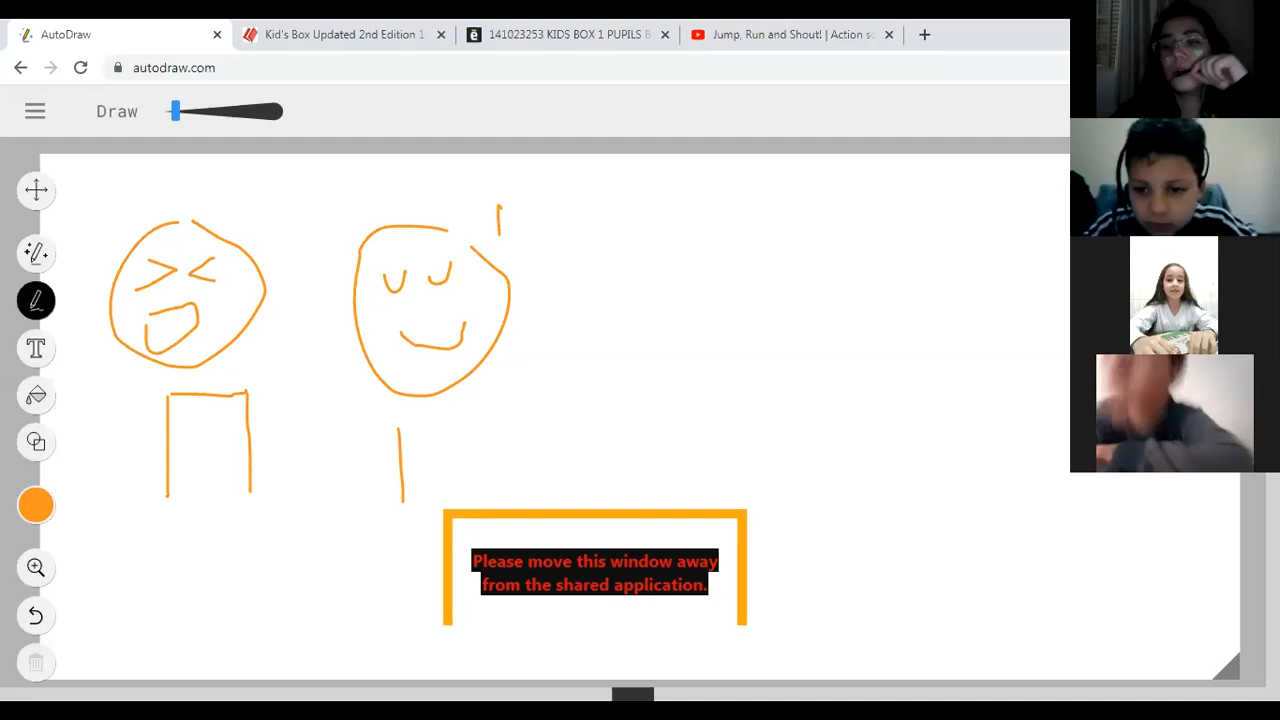 AutoDraw
Kid's Box Updated 2nd Edition 1
141023253 KIDS BOX 1 PUPILS B
Jump, Run and Shout! | Action so
autodraw.com
Draw
T
Please move this window away
from the shared application.